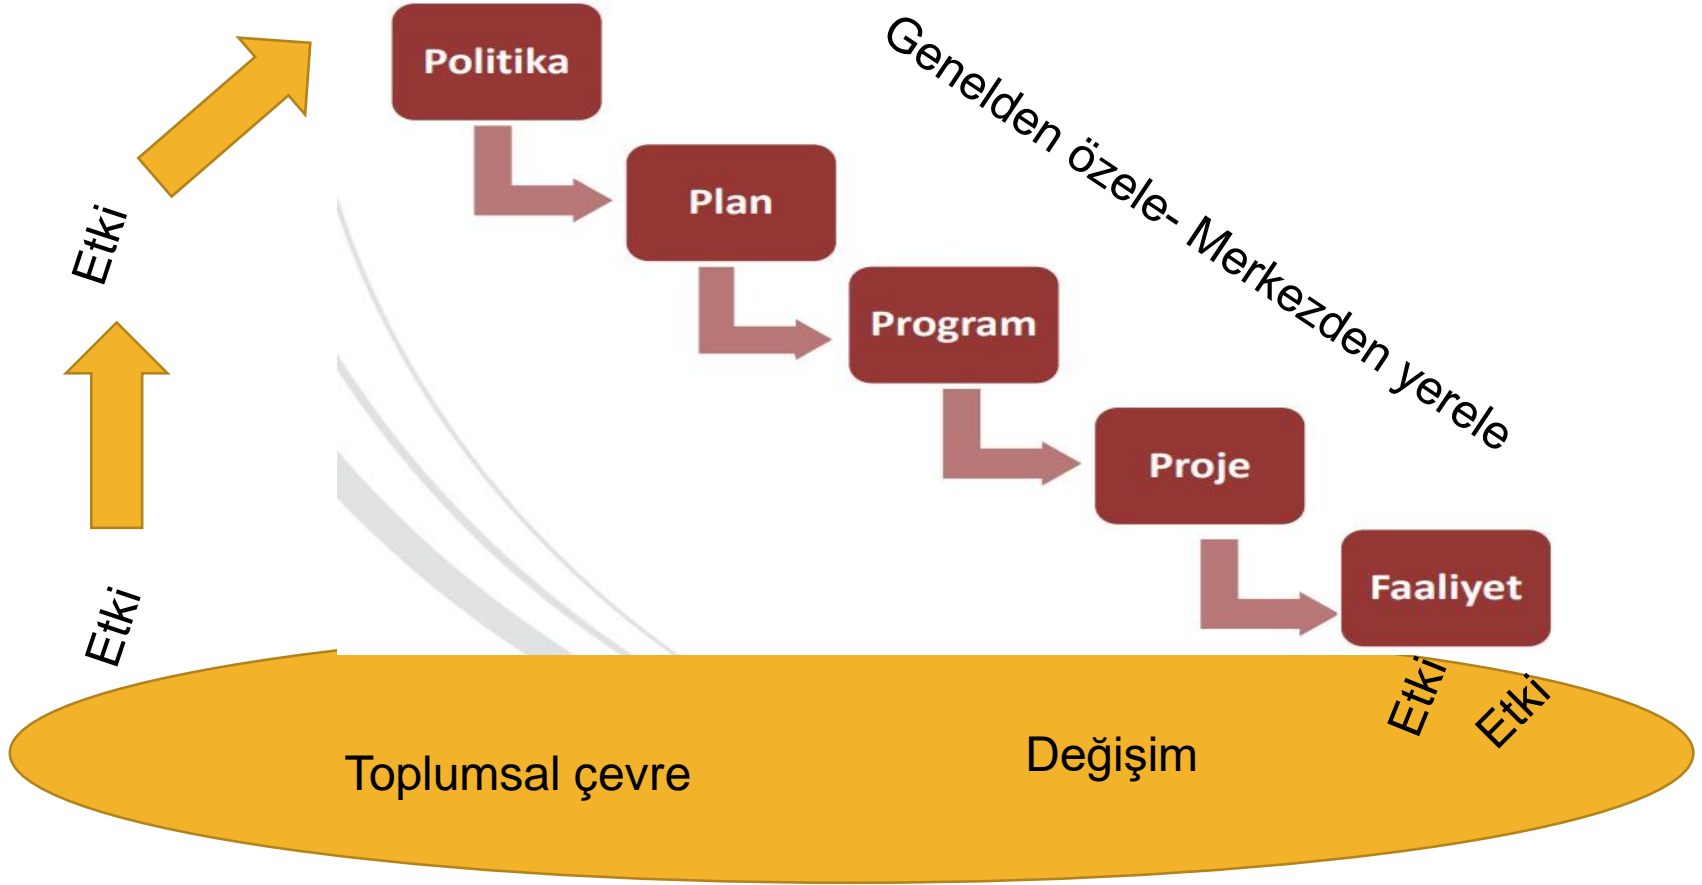 Politika
Genelden özele- Merkezden yerele
Plan
Etki
Program
Proje
Faaliyet
Etki
Etki
Etki
Toplumsal çevre
Değişim